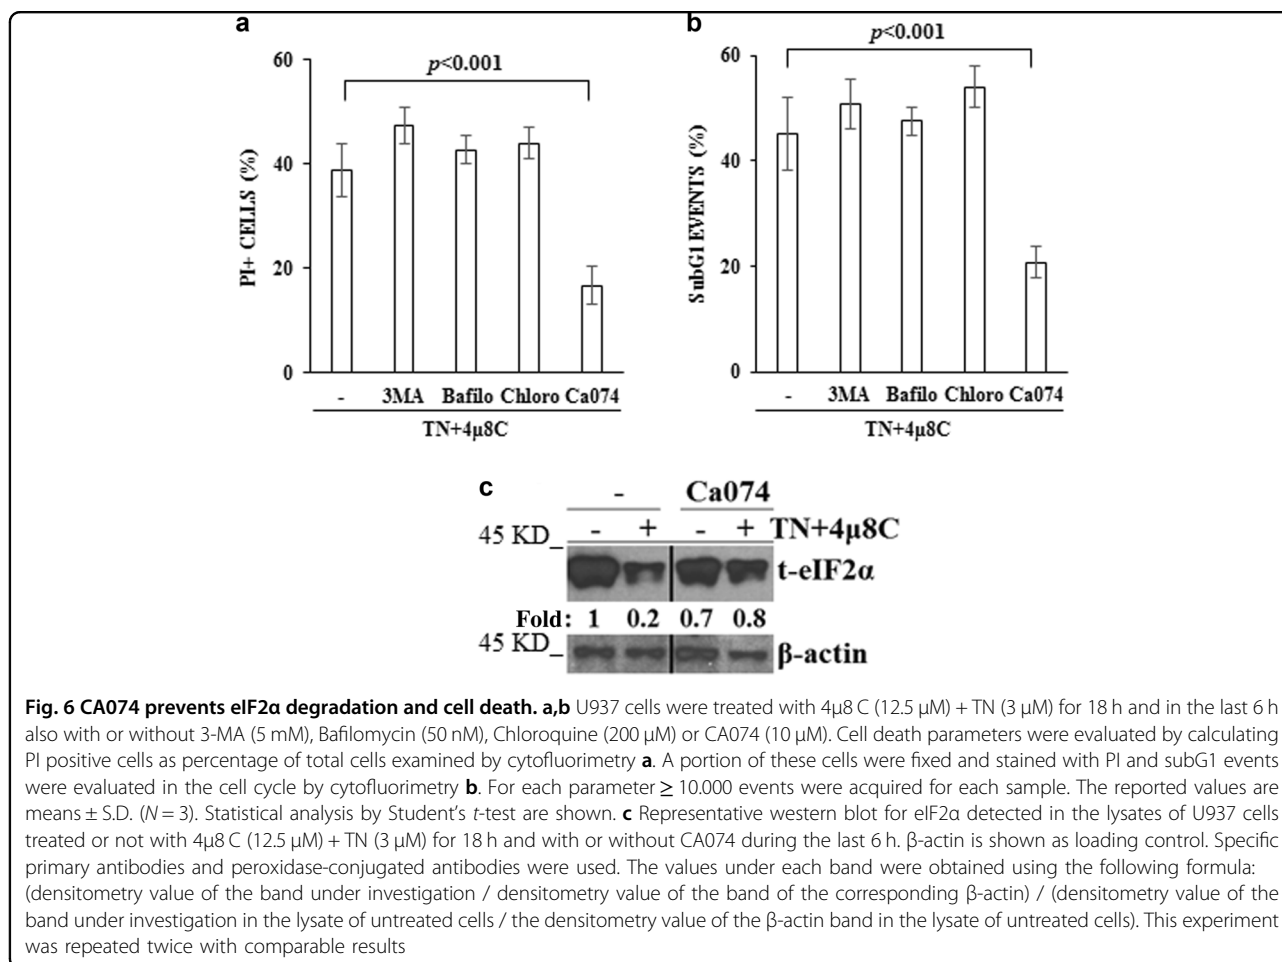 a
b
60
p<0.001
40
20
0
PI+ CELLS (%)
-
3MA
Bafilo
Chloro
Ca074
TN+4μ8C
60
p<0.001
40
20
0
SubG1 EVENTS (%)
-
3MA
Bafilo
Chloro
Ca074
TN+4μ8C
c
- Ca074
- + - + TN+4μ8C
45 KD_
t-eIF2α
Fold: 1 0.2 0.7 0.8
45 KD_
β-actin
Fig. 6 CA074 prevents eIF2α degradation and cell death. a,b U937 cells were treated with 4μ8 C (12.5 μM) + TN (3 μM) for 18 h and in the last 6 h
also with or without 3-MA (5 mM), Bafilomycin (50 nM), Chloroquine (200 μM) or CA074 (10 μM). Cell death parameters were evaluated by calculating
PI positive cells as percentage of total cells examined by cytofluorimetry a. A portion of these cells were fixed and stained with PI and subG1 events
were evaluated in the cell cycle by cytofluorimetry b. For each parameter ≥ 10.000 events were acquired for each sample. The reported values are
means ± S.D. (N = 3). Statistical analysis by Student's t-test are shown. c Representative western blot for eIF2α detected in the lysates of U937 cells
treated or not with 4μ8 C (12.5 μM) + TN (3 μM) for 18 h and with or without CA074 during the last 6 h. β-actin is shown as loading control. Specific
primary antibodies and peroxidase-conjugated antibodies were used. The values under each band were obtained using the following formula:
(densitometry value of the band under investigation / densitometry value of the band of the corresponding β-actin) / (densitometry value of the
band under investigation in the lysate of untreated cells / the densitometry value of the β-actin band in the lysate of untreated cells). This experiment
was repeated twice with comparable results